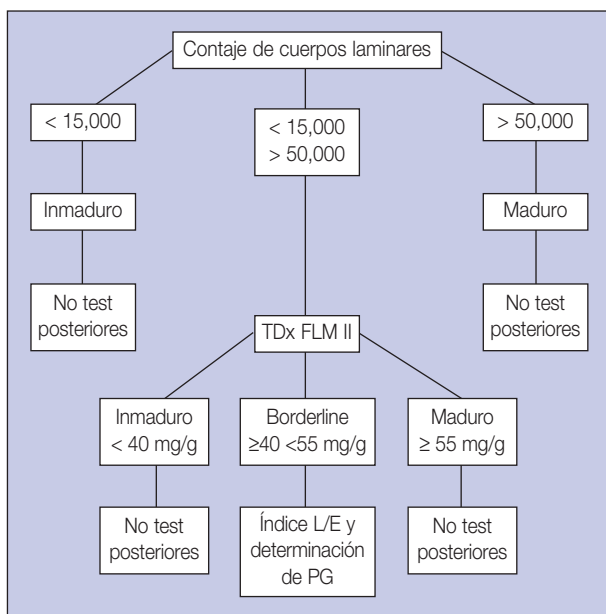 Contaje de cuerpos laminares
< 15,000
< 15,000
> 50,000
> 50,000
Inmaduro
Maduro
No test
posteriores
No test
posteriores
TDx FLM II
Inmaduro
< 40 mg/g
Borderline
≥40 <55 mg/g
Maduro
≥ 55 mg/g
No test
posteriores
Índice L/E y
determinación
de PG
No test
posteriores